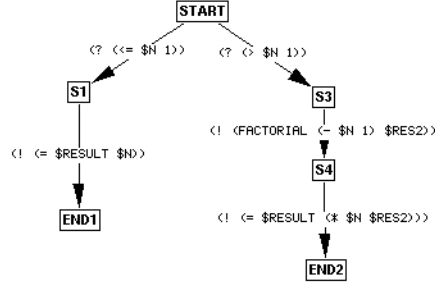 START
(? (<= $N 1))
(? (> $N 1))
S1
S3
(! (FACTORIAL (- $N 1) $RES2))
(! (= $RESULT $N))
S4
END1
(! (= $RESULT (* $N $RES2)))
END2